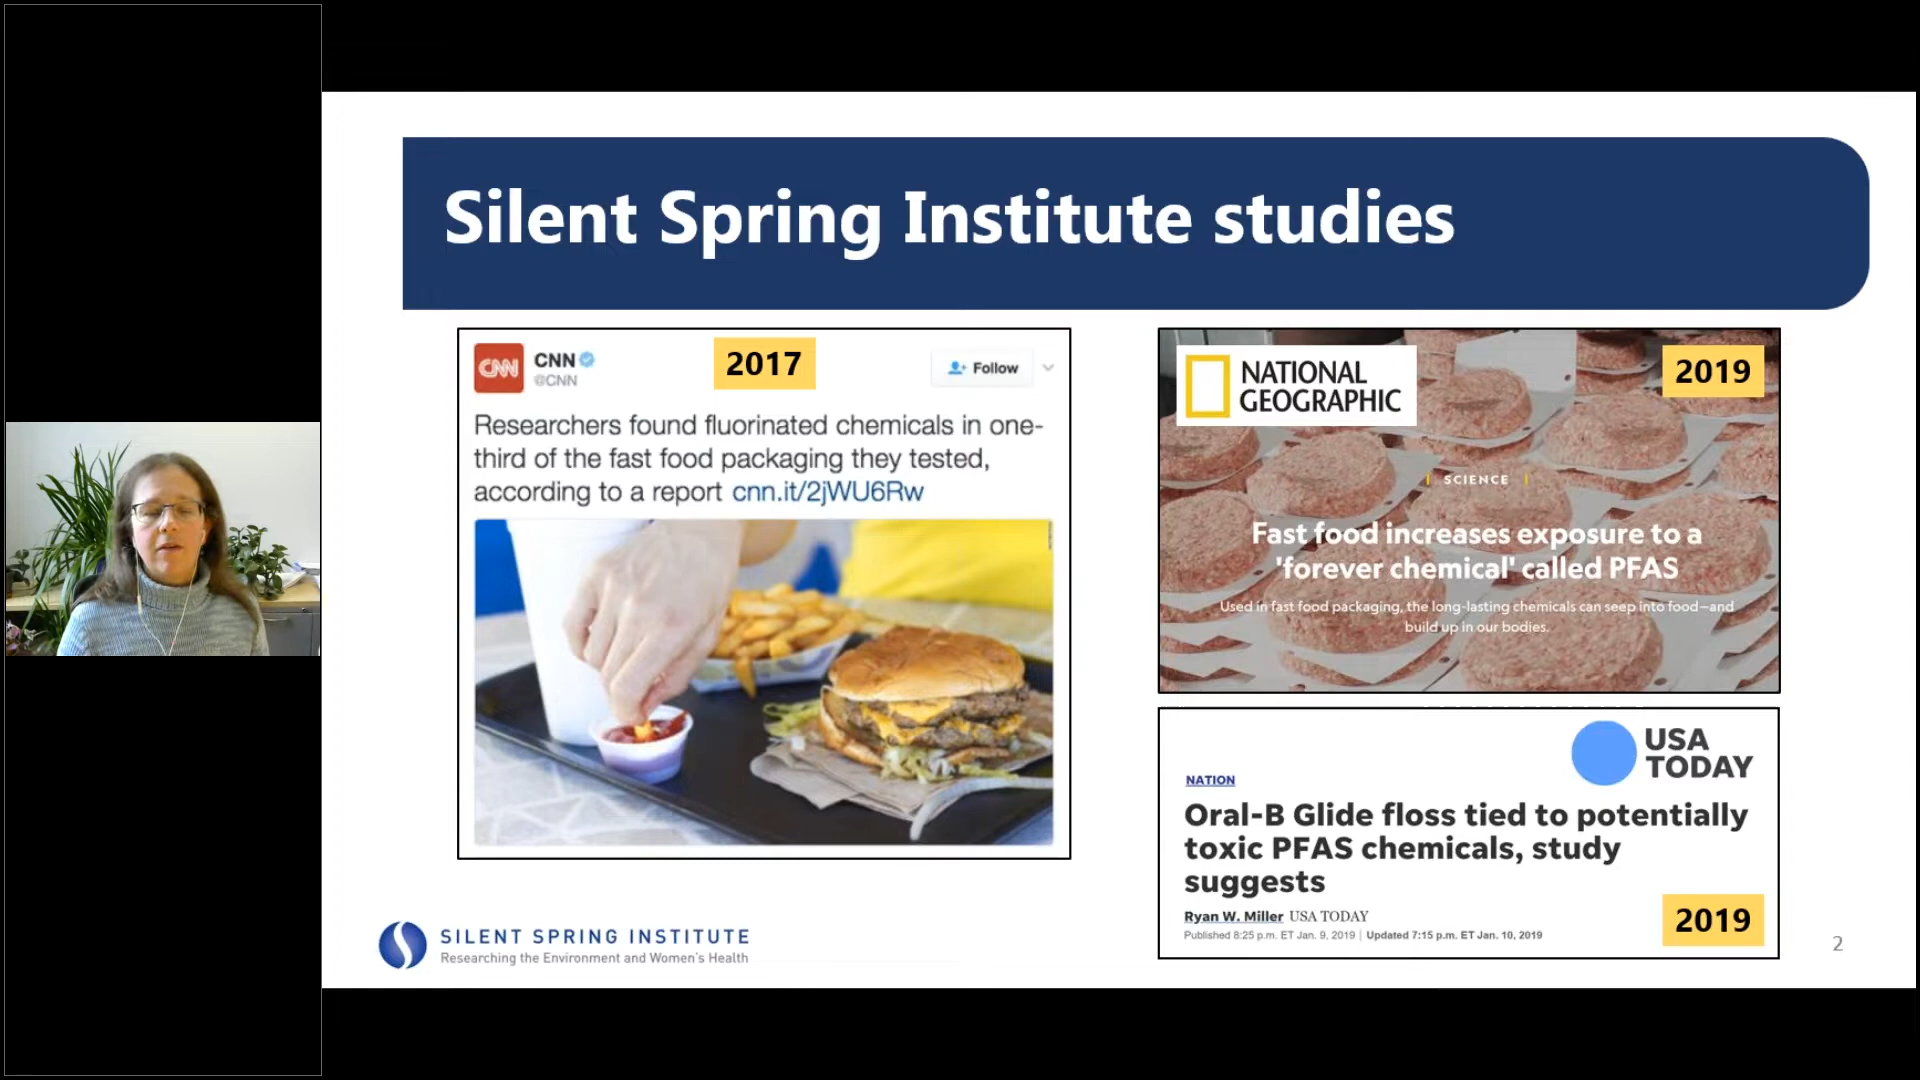 Silent Spring Institute studies
CNN
CNN
@CNN
2017
Follow
Researchers found fluorinated chemicals in one-
third of the fast food packaging they tested,
according to a report cnn.it/2jWU6Rw
NATIONAL
GEOGRAPHIC
2019
SCIENCE
Fast food increases exposure to a
'forever chemical' called PFAS
Used in fast food packaging, the long-lasting chemicals can seep into food—and
build up in our bodies.
USA
TODAY
NATION
Oral-B Glide floss tied to potentially
toxic PFAS chemicals, study
suggests
Ryan W. Miller USA TODAY
Published 8:25 p.m. ET Jan. 9, 2019 | Updated 7:15 p.m. ET Jan. 10, 2019
2019
SILENT SPRING INSTITUTE
Researching the Environment and Women's Health
2